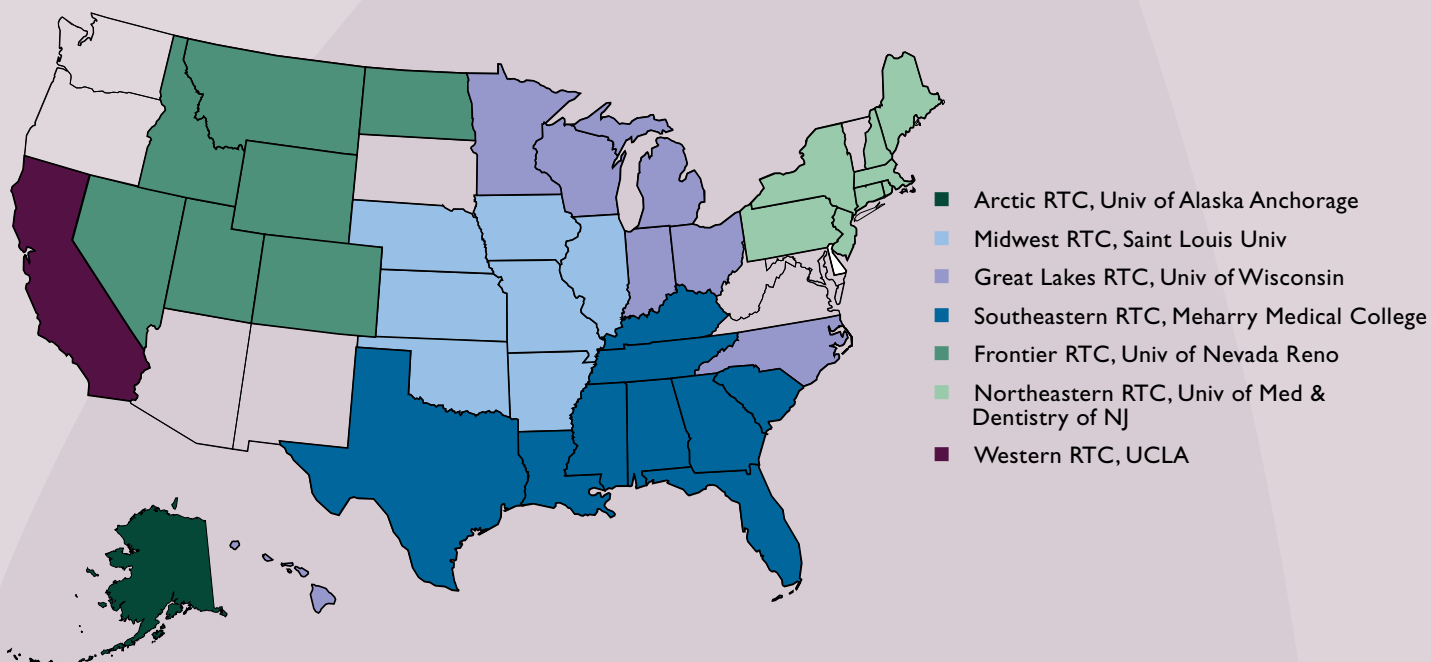 Arctic RTC, Univ of Alaska Anchorage
Midwest RTC, Saint Louis Univ
Great Lakes RTC, Univ of Wisconsin
Southeastern RTC, Meharry Medical College
Frontier RTC, Univ of Nevada Reno
Northeastern RTC, Univ of Med &
Dentistry of NJ
Western RTC, UCLA